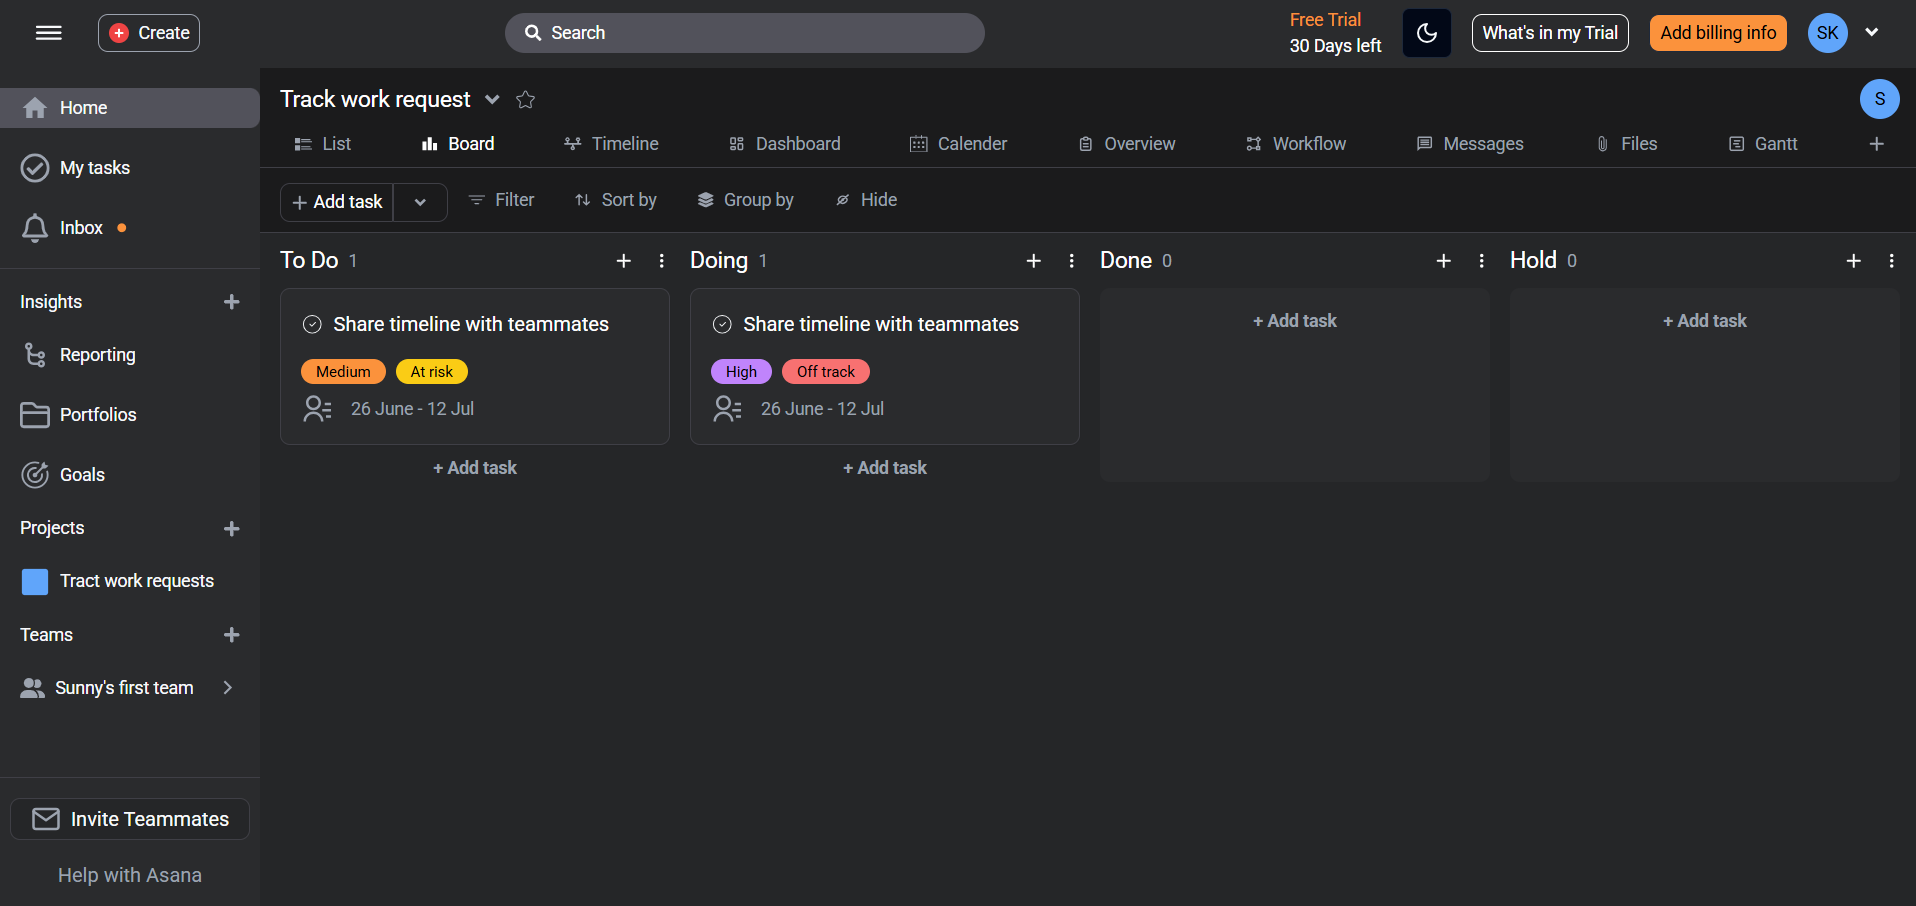 Create
Search
Free Trial
30 Days left
What's in my Trial
Add billing info
SK
Home
My tasks
Inbox
Insights
Reporting
Portfolios
Goals
Projects
Tract work requests
Teams
Sunny's first team
Invite Teammates
Help with Asana
Track work request
S
List
Board
Timeline
Dashboard
Calender
Overview
Workflow
Messages
Files
Gantt
+ Add task
Filter
Sort by
Group by
Hide
To Do 1
Share timeline with teammates
Medium At risk
26 June - 12 Jul
+ Add task
Doing 1
Share timeline with teammates
High Off track
26 June - 12 Jul
+ Add task
Done 0
+ Add task
Hold 0
+ Add task